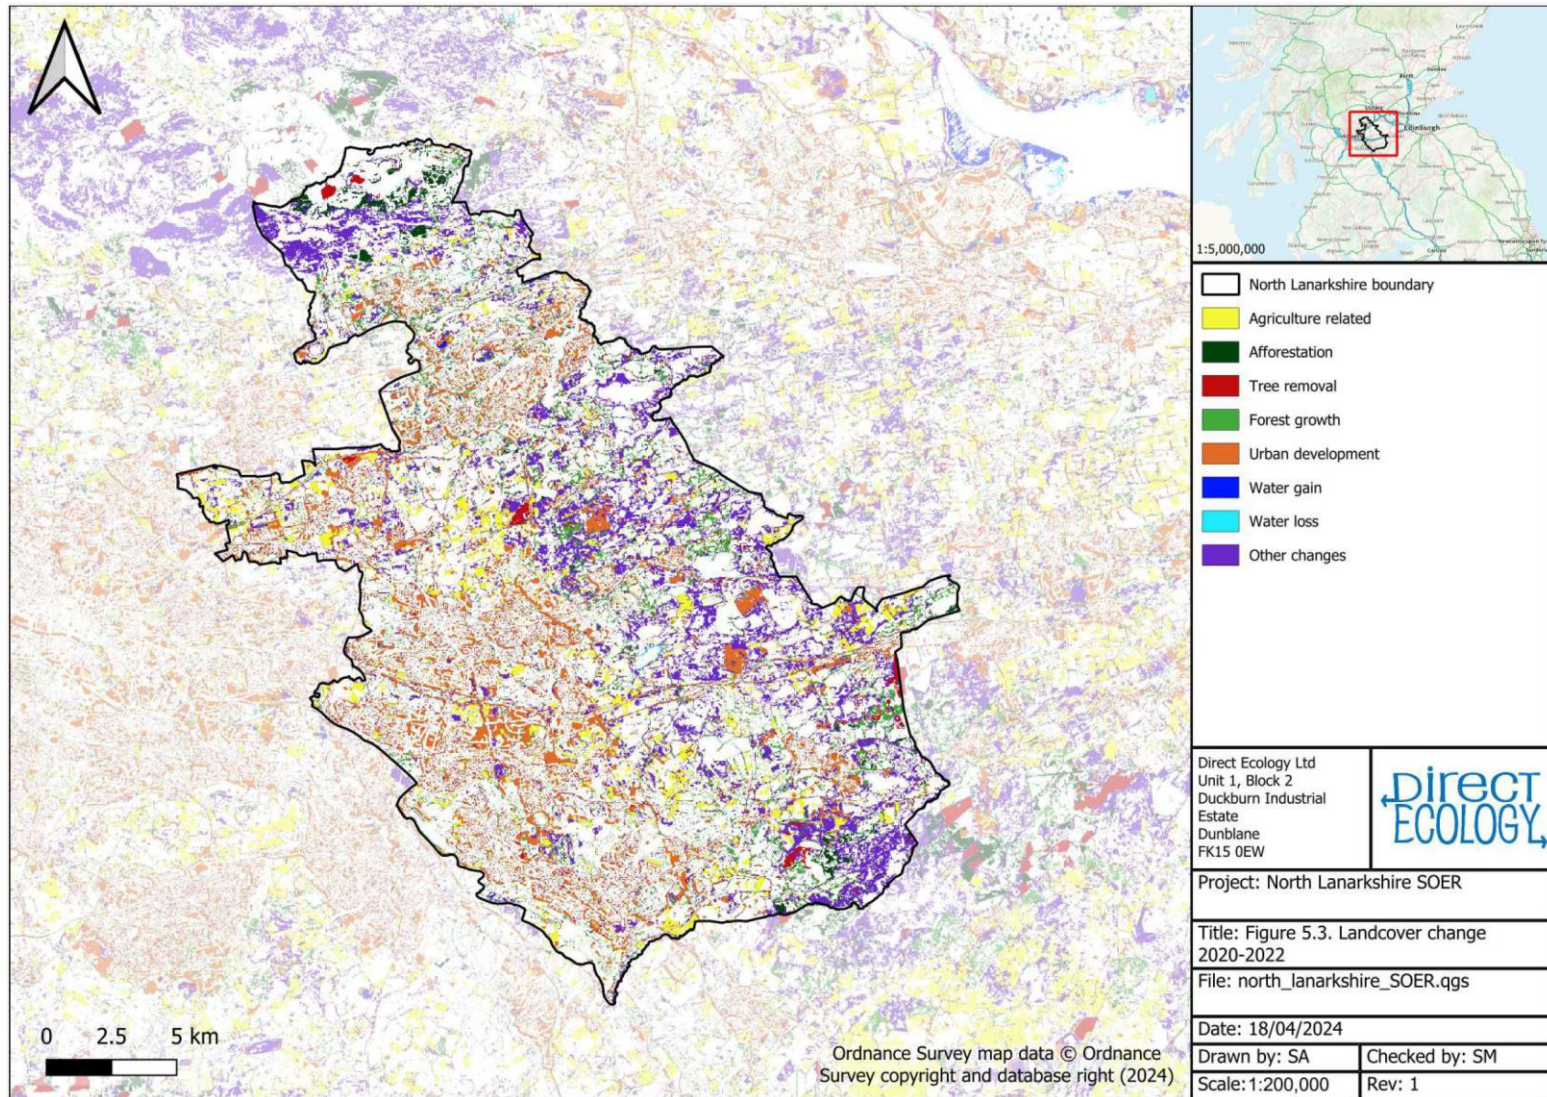 1:5,000,000
Edinburgh
North Lanarkshire boundary
Agriculture related
Afforestation
Tree removal
Forest growth
Urban development
Water gain
Water loss
Other changes
Direct Ecology Ltd
Unit 1, Block 2
Duckburn Industrial
Estate
Dunblane
FK15 0EW
DIRECT
ECOLOGY
Project: North Lanarkshire SOER
Title: Figure 5.3. Landcover change
2020-2022
File: north_lanarkshire_SOER.qgs
Date: 18/04/2024
Drawn by: SA
Checked by: SM
Scale:1:200,000
Rev: 1
0 2.5 5 km
Ordnance Survey map data © Ordnance
Survey copyright and database right (2024)